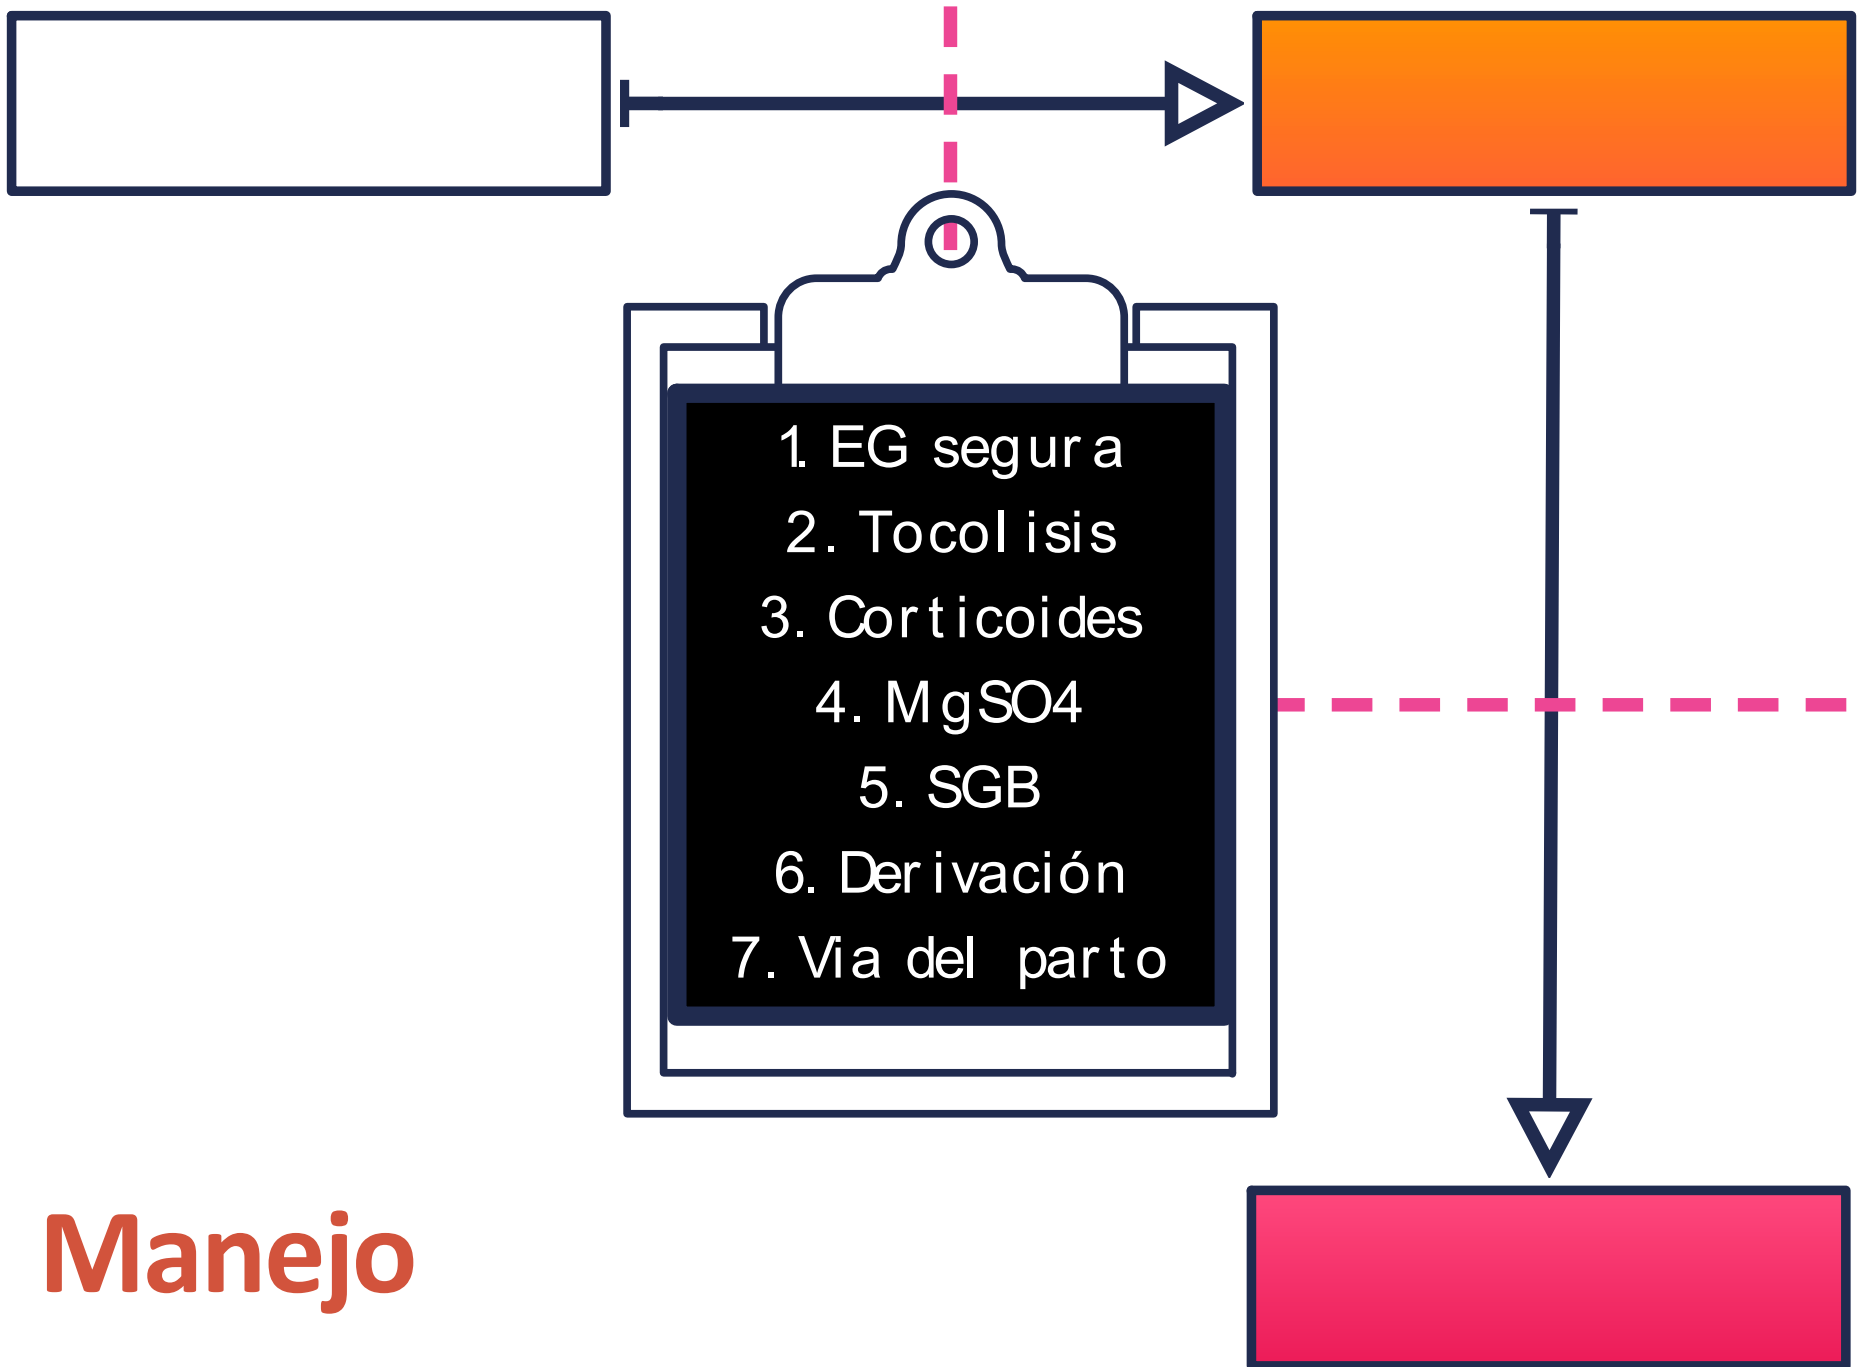 1. EG segura
2. Tocolisis
3. Corticoides
4. MgSO4
5. SGB
6. Derivación
7. Via del parto
Manejo